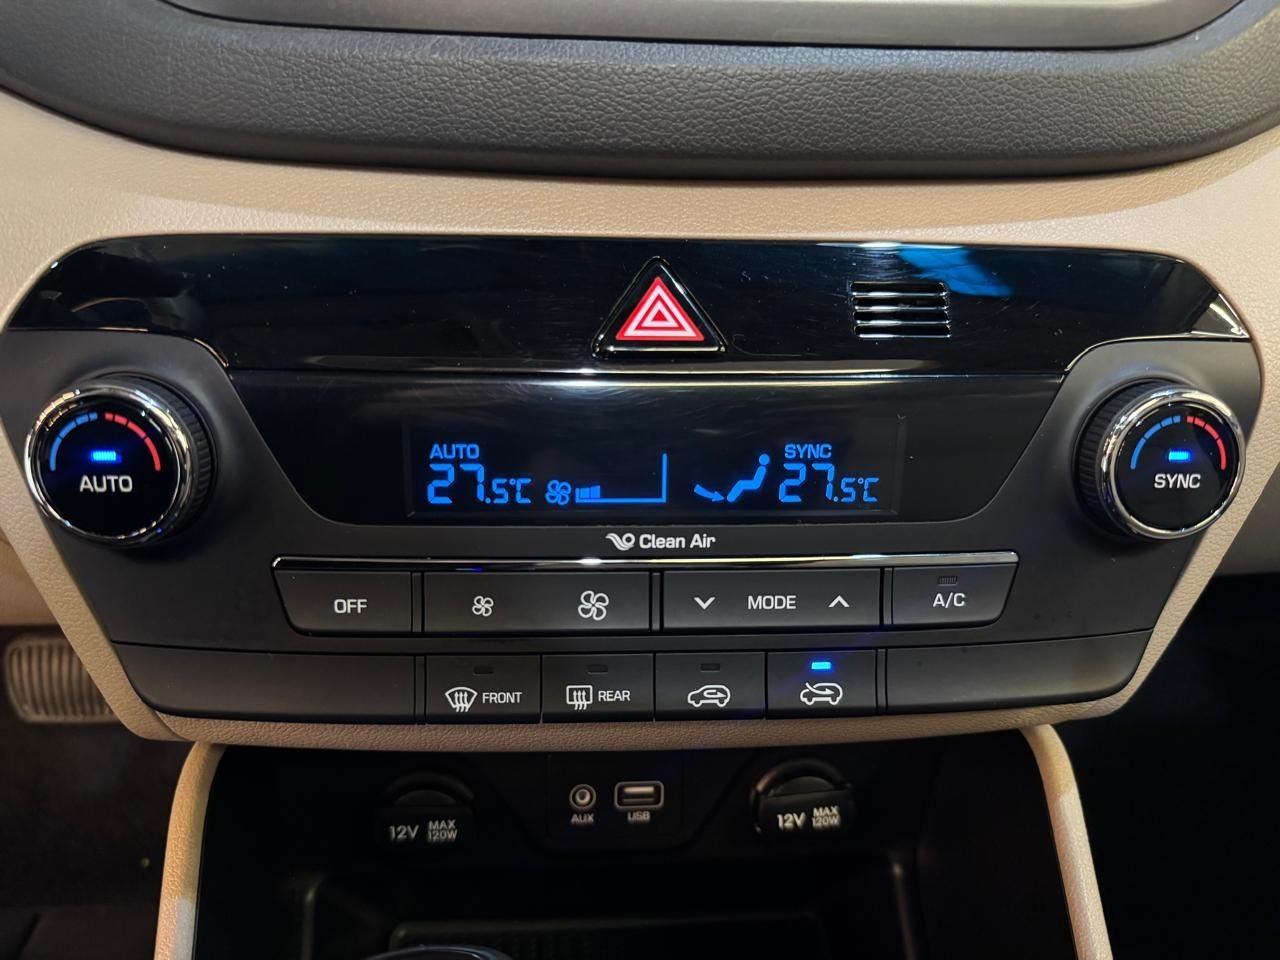 AUTO
27.5°C
SYNC
27.5°C
AUTO
SYNC
Clean Air
OFF
MODE
A/C
FRONT
REAR
AUX
USB
12V MAX 120W
12V MAX 120W